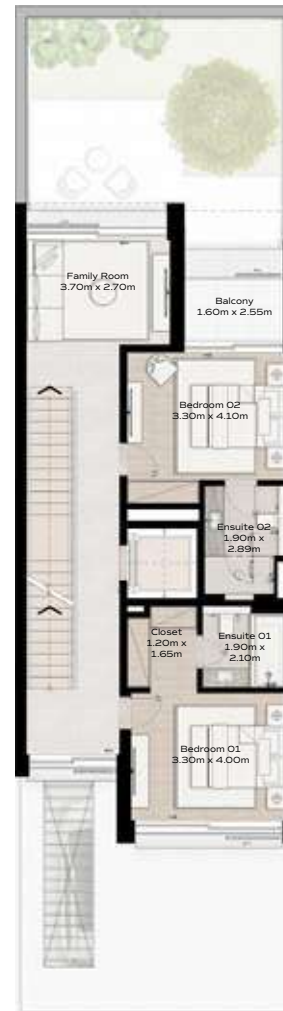 Family Room
3.70m x 2.70m
Balcony
1.60m x 2.55m
Bedroom 02
3.30m x 4.10m
Ensuite 02
1.90m x
2.89m
Closet
1.20m x
1.65m
Ensuite 01
1.90m x
2.10m
Bedroom 01
3.30m x 4.00m